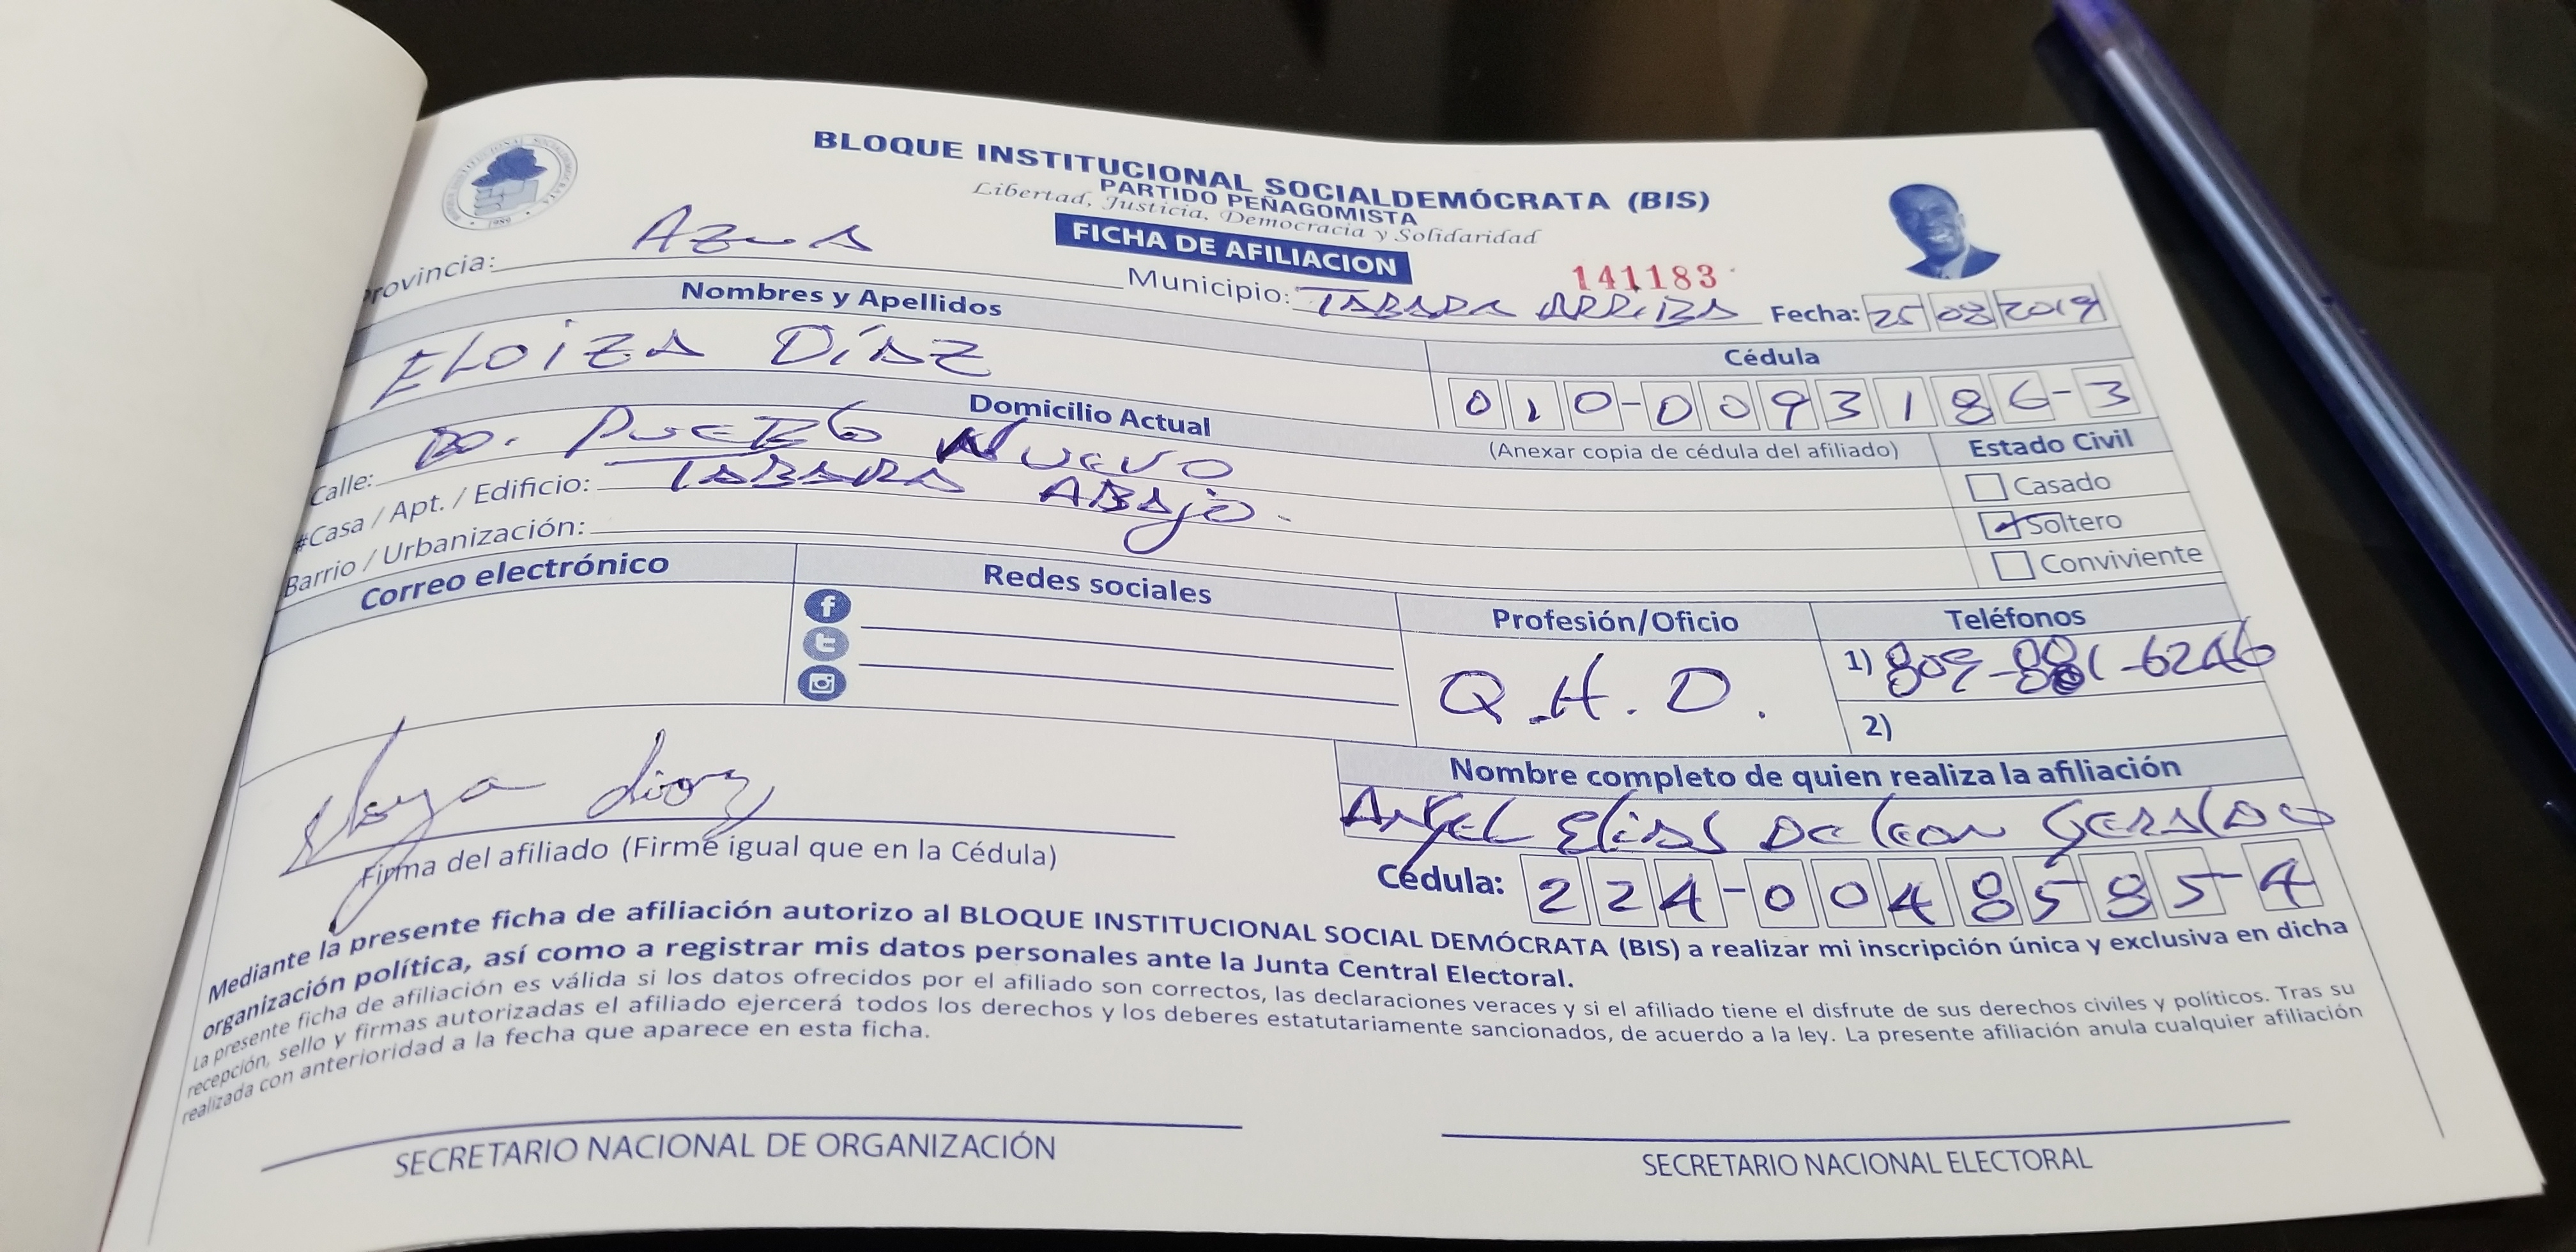 BLOQUE INSTITUCIONAL SOCIALDEMÓCRATA (BIS)
PARTIDO PEÑAGOMISTA
Libertad, Justicia, Democracia y Solidaridad
FICHA DE AFILIACION
141183
Provincia: AZUA Municipio: TABARA ARRIBA Fecha: 25 08 2019
Nombres y Apellidos
ELOIZA DÍAZ
Cédula
010-0093186-3
Domicilio Actual
(Anexar copia de cédula del afiliado)
Calle: BO. PUERTO NUEVO
#Casa / Apt. / Edificio: TABARA ABAJO.
Barrio / Urbanización:
Estado Civil
Casado
Soltero
Conviviente
Correo electrónico
Redes sociales
Profesión/Oficio
Q.H.D.
Teléfonos
1) 809-881-6246
2)
Firma del afiliado (Firme igual que en la Cédula)
Nombre completo de quien realiza la afiliación
ANGEL Elias De leon GERALDO
Cédula: 224-0048585-4
Mediante la presente ficha de afiliación autorizo al BLOQUE INSTITUCIONAL SOCIAL DEMÓCRATA (BIS) a realizar mi inscripción única y exclusiva en dicha
organización política, así como a registrar mis datos personales ante la Junta Central Electoral.
La presente ficha de afiliación es válida si los datos ofrecidos por el afiliado son correctos, las declaraciones veraces y si el afiliado tiene el disfrute de sus derechos civiles y políticos. Tras su
recepción, sello y firmas autorizadas el afiliado ejercerá todos los derechos y los deberes estatutariamente sancionados, de acuerdo a la ley. La presente afiliación anula cualquier afiliación
realizada con anterioridad a la fecha que aparece en esta ficha.
SECRETARIO NACIONAL DE ORGANIZACIÓN
SECRETARIO NACIONAL ELECTORAL